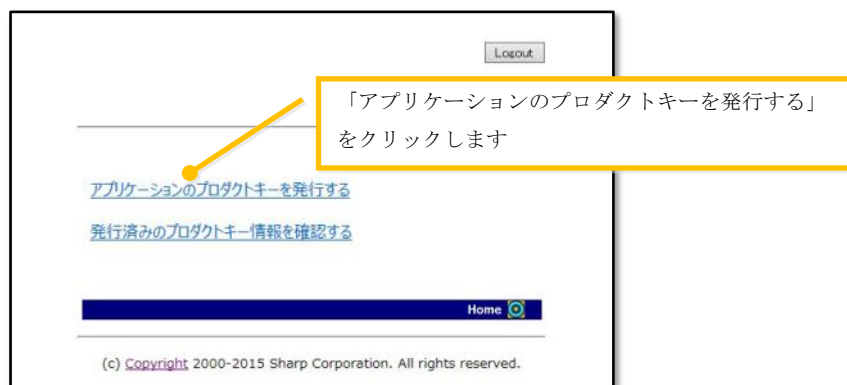 Logout
「アプリケーションのプロダクトキーを発行する」
をクリックします
アプリケーションのプロダクトキーを発行する
発行済みのプロダクトキー情報を確認する
Home
(c) Copyright 2000-2015 Sharp Corporation. All rights reserved.